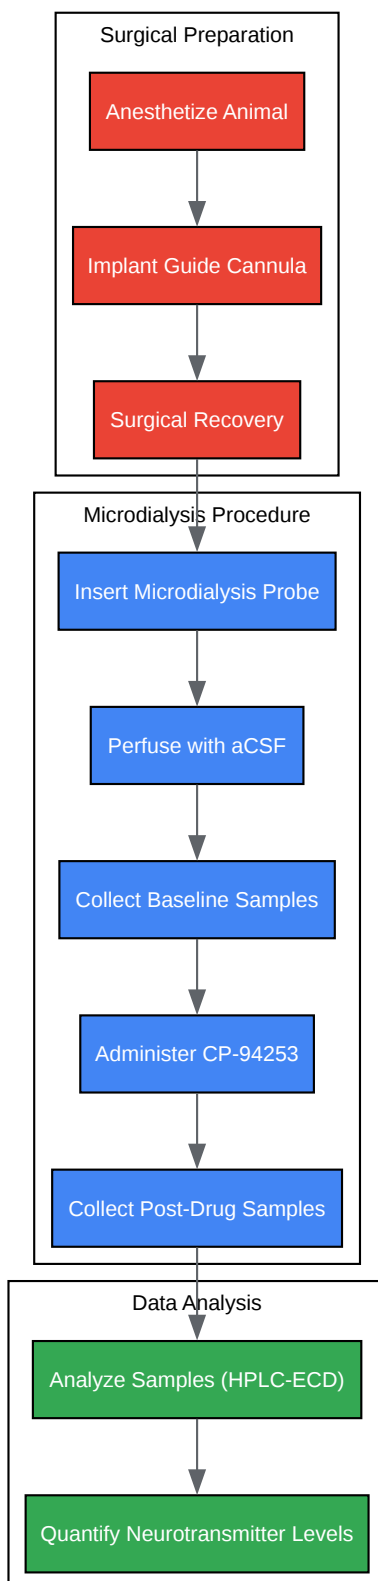 Surgical Preparation
Anesthetize Animal
Implant Guide Cannula
Surgical Recovery
Microdialysis Procedure
Insert Microdialysis Probe
Perfuse with aCSF
Collect Baseline Samples
Administer CP-94253
Collect Post-Drug Samples
Data Analysis
Analyze Samples (HPLC-ECD)
Quantify Neurotransmitter Levels